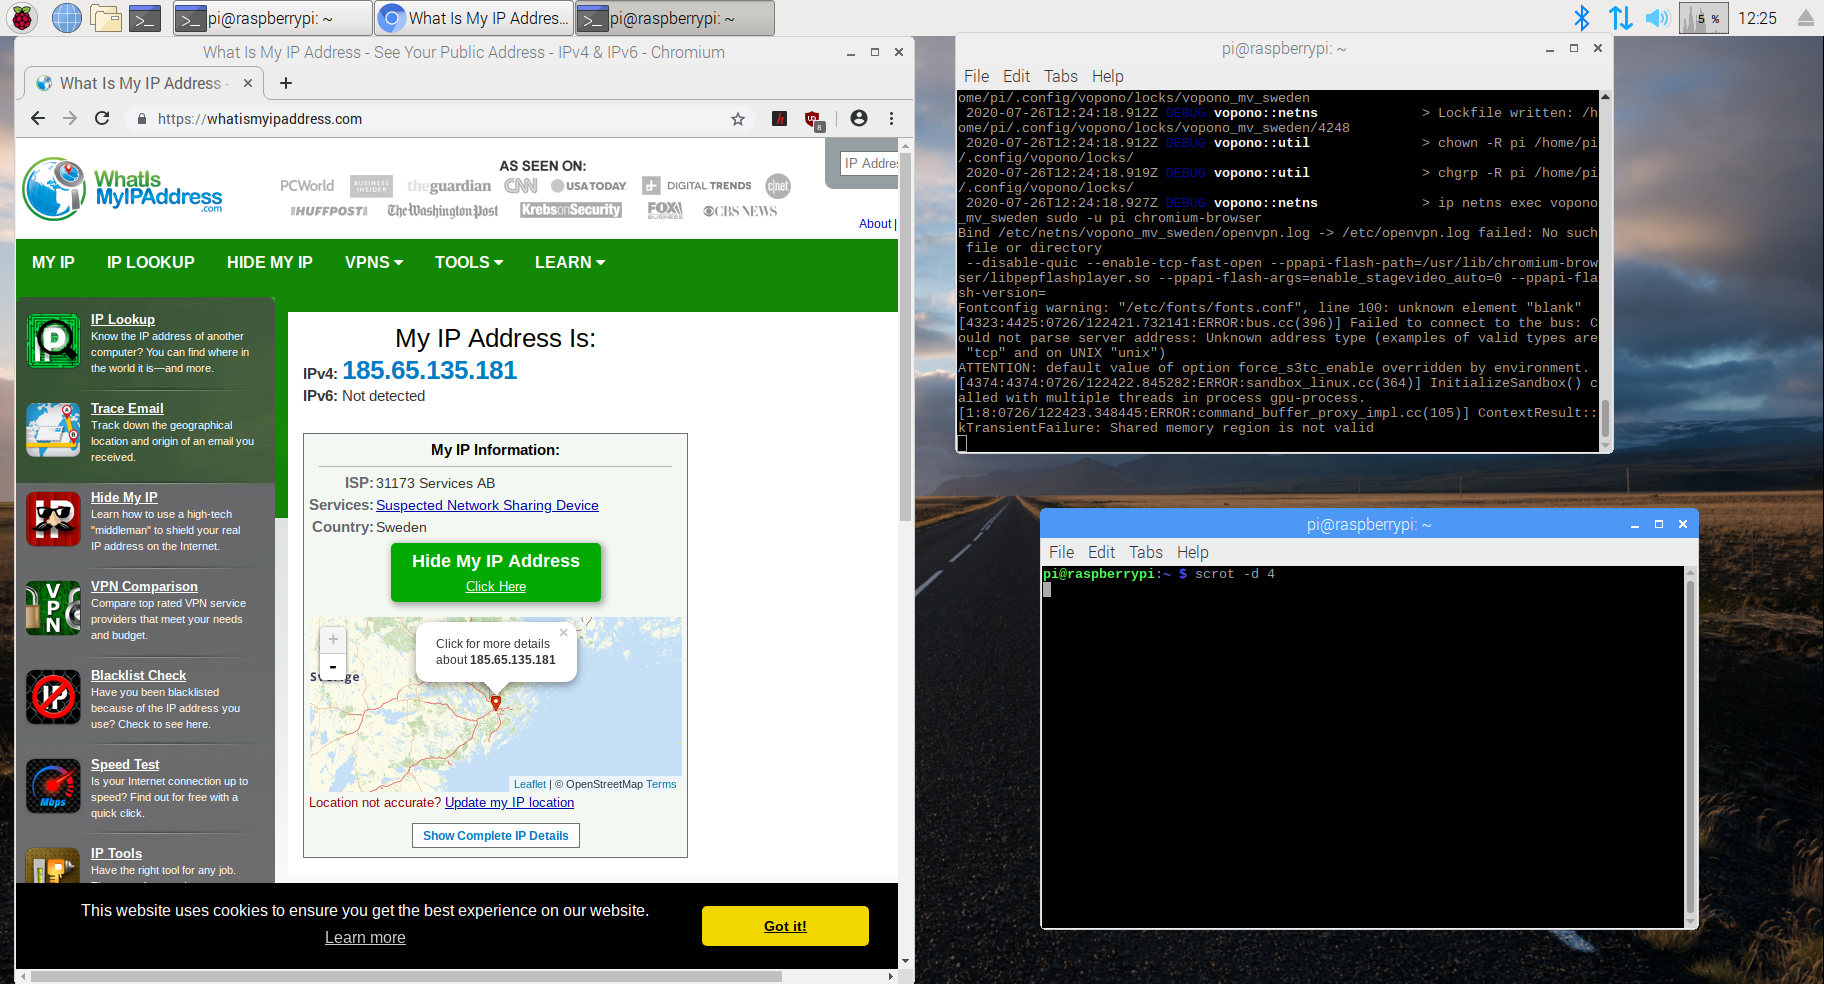 pi@raspberrypi: ~
What Is My IP Addres...
pi@raspberrypi: ~
5 %
12:25
What Is My IP Address - See Your Public Address - IPv4 & IPv6 - Chromium
What Is My IP Address -
https://whatismyipaddress.com
8
WhatIs
MyIPAddress
.com
AS SEEN ON:
PCWorld
BUSINESS INSIDER
theguardian
CNN
USA TODAY
DIGITAL TRENDS
c|net
HUFFPOST
The Washington Post
KrebsonSecurity
FOX BUSINESS
CBS NEWS
IP Addres
About |
MY IP
IP LOOKUP
HIDE MY IP
VPNS
TOOLS
LEARN
IP Lookup
Know the IP address of another
computer? You can find where in
the world it is—and more.
Trace Email
Track down the geographical
location and origin of an email you
received.
Hide My IP
Learn how to use a high-tech
"middleman" to shield your real
IP address on the Internet.
VPN
VPN Comparison
Compare top rated VPN service
providers that meet your needs
and budget.
Blacklist Check
Have you been blacklisted
because of the IP address you
use? Check to see here.
Mbps
Speed Test
Is your Internet connection up to
speed? Find out for free with a
quick click.
IP Tools
Have the right tool for any job.
My IP Address Is:
IPv4: 185.65.135.181
IPv6: Not detected
My IP Information:
ISP: 31173 Services AB
Services: Suspected Network Sharing Device
Country: Sweden
Hide My IP Address
Click Here
+
-
Click for more details
about 185.65.135.181
×
Leaflet | © OpenStreetMap Terms
Location not accurate? Update my IP location
Show Complete IP Details
This website uses cookies to ensure you get the best experience on our website.
Learn more
Got it!
pi@raspberrypi: ~
File Edit Tabs Help
ome/pi/.config/vopono/locks/vopono_mv_sweden
2020-07-26T12:24:18.912Z DEBUG vopono::netns > Lockfile written: /h
ome/pi/.config/vopono/locks/vopono_mv_sweden/4248
2020-07-26T12:24:18.912Z DEBUG vopono::util > chown -R pi /home/pi
/.config/vopono/locks/
2020-07-26T12:24:18.919Z DEBUG vopono::util > chgrp -R pi /home/pi
/.config/vopono/locks/
2020-07-26T12:24:18.927Z DEBUG vopono::netns > ip netns exec vopono
_mv_sweden sudo -u pi chromium-browser
Bind /etc/netns/vopono_mv_sweden/openvpn.log -> /etc/openvpn.log failed: No such
file or directory
--disable-quic --enable-tcp-fast-open --ppapi-flash-path=/usr/lib/chromium-brow
ser/libpepflashplayer.so --ppapi-flash-args=enable_stagevideo_auto=0 --ppapi-fla
sh-version=
Fontconfig warning: "/etc/fonts/fonts.conf", line 100: unknown element "blank"
[4323:4425:0726/122421.732141:ERROR:bus.cc(396)] Failed to connect to the bus: C
ould not parse server address: Unknown address type (examples of valid types are
"tcp" and on UNIX "unix")
ATTENTION: default value of option force_s3tc_enable overridden by environment.
[4374:4374:0726/122422.845282:ERROR:sandbox_linux.cc(364)] InitializeSandbox() c
alled with multiple threads in process gpu-process.
[1:8:0726/122423.348445:ERROR:command_buffer_proxy_impl.cc(105)] ContextResult::
kTransientFailure: Shared memory region is not valid
pi@raspberrypi: ~
File Edit Tabs Help
pi@raspberrypi:~ $ scrot -d 4